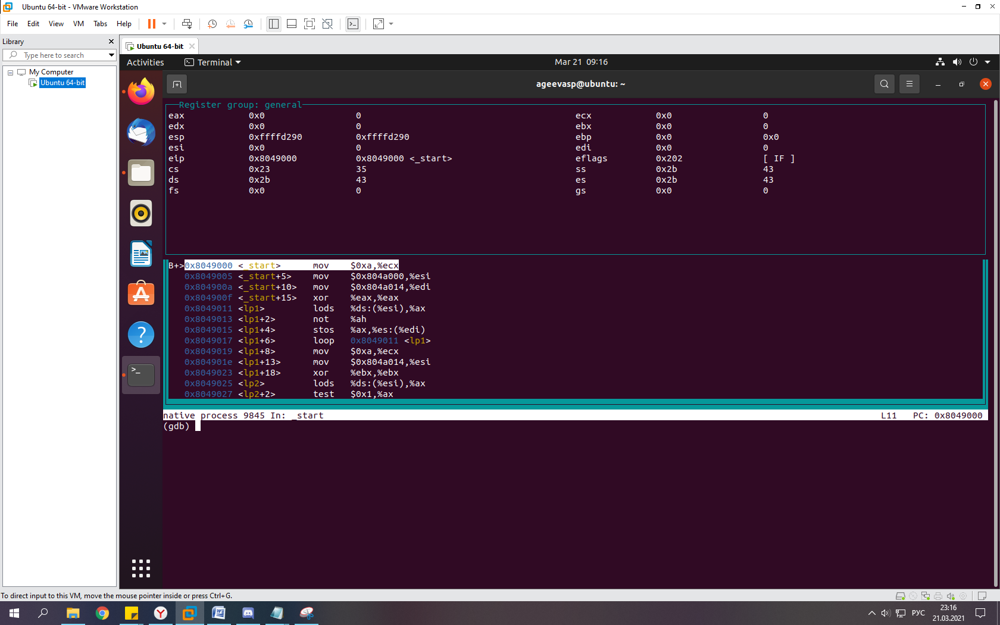 Ubuntu 64-bit - VMware Workstation
File Edit View VM Tabs Help
Library
Type here to search
My Computer
Ubuntu 64-bit
Ubuntu 64-bit
Activities Terminal Mar 21 09:16
ageevasp@ubuntu: ~
Register group: general
eax 0x0 0 ecx 0x0 0
edx 0x0 0 ebx 0x0 0
esp 0xffffd290 0xffffd290 ebp 0x0 0x0
esi 0x0 0 edi 0x0 0
eip 0x8049000 0x8049000 <_start> eflags 0x202 [ IF ]
cs 0x23 35 ss 0x2b 43
ds 0x2b 43 es 0x2b 43
fs 0x0 0 gs 0x0 0
B+>0x8049000 <_start> mov $0xa,%ecx
0x8049005 <_start+5> mov $0x804a000,%esi
0x804900a <_start+10> mov $0x804a014,%edi
0x804900f <_start+15> xor %eax,%eax
0x8049011 <lp1> lods %ds:(%esi),%ax
0x8049013 <lp1+2> not %ah
0x8049015 <lp1+4> stos %ax,%es:(%edi)
0x8049017 <lp1+6> loop 0x8049011 <lp1>
0x8049019 <lp1+8> mov $0xa,%ecx
0x804901e <lp1+13> mov $0x804a014,%esi
0x8049023 <lp1+18> xor %ebx,%ebx
0x8049025 <lp2> lods %ds:(%esi),%ax
0x8049027 <lp2+2> test $0x1,%ax
native process 9845 In: _start L11 PC: 0x8049000
(gdb)
To direct input to this VM, move the mouse pointer inside or press Ctrl+G.
РУС
23:16
21.03.2021